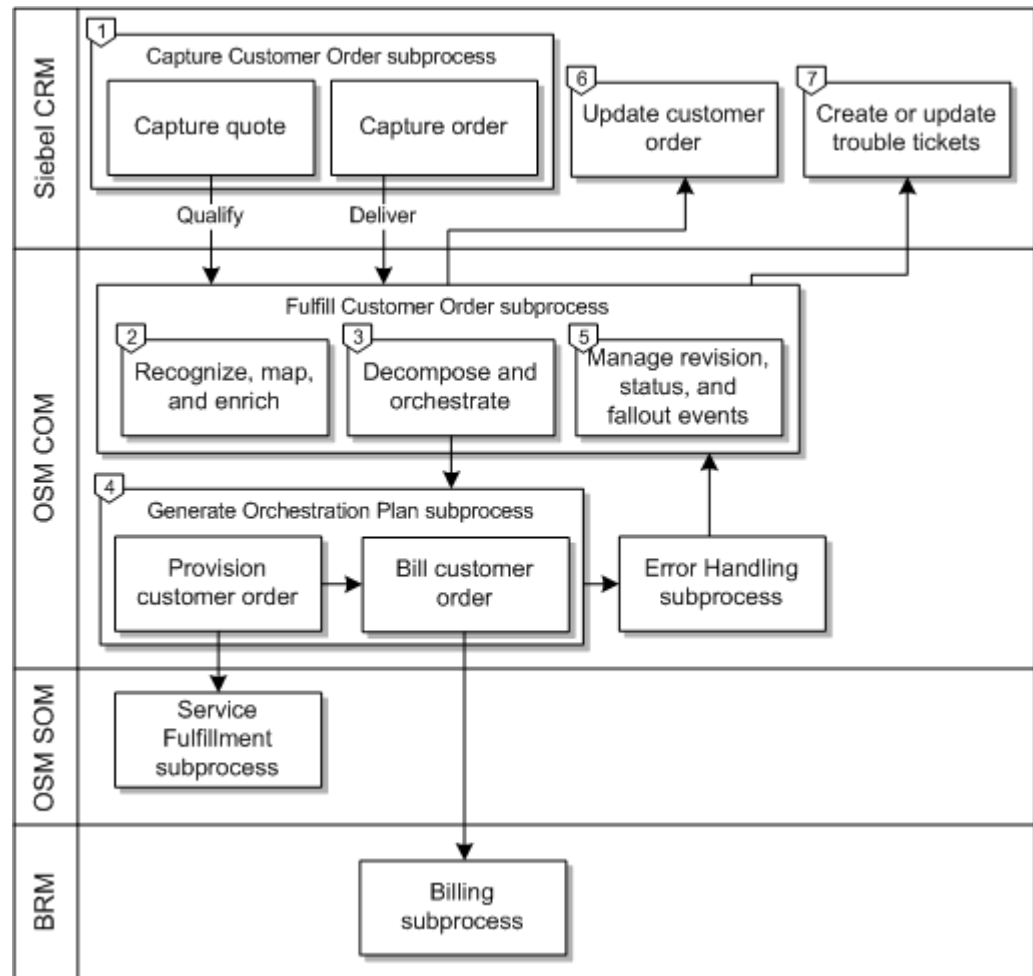 Siebel CRM
1
Capture Customer Order subprocess
Capture quote
Capture order
6
Update customer
order
7
Create or update
trouble tickets
Qualify
Deliver
OSM COM
Fulfill Customer Order subprocess
2
Recognize, map,
and enrich
3
Decompose and
orchestrate
5
Manage revision,
status, and
fallout events
4
Generate Orchestration Plan subprocess
Provision
customer order
Bill customer
order
Error Handling
subprocess
OSM SOM
Service
Fulfillment
subprocess
BRM
Billing
subprocess